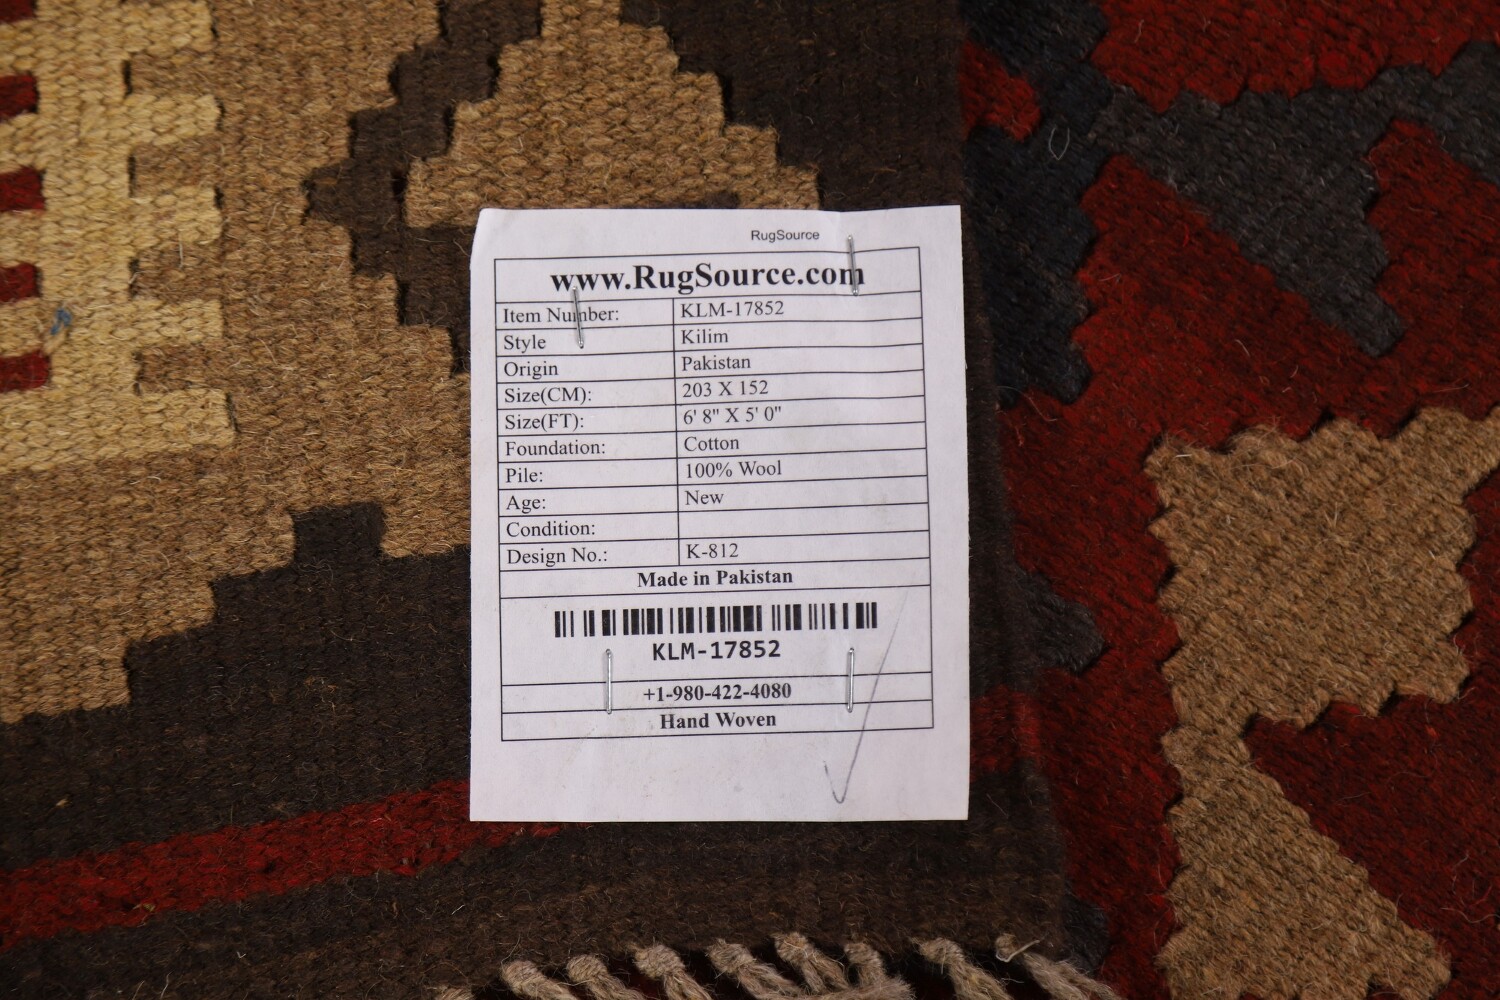 RugSource
www.RugSource.com
Item Number: KLM-17852
Style Kilim
Origin Pakistan
Size(CM): 203 X 152
Size(FT): 6' 8" X 5' 0"
Foundation: Cotton
Pile: 100% Wool
Age: New
Condition:
Design No.: K-812
Made in Pakistan
KLM-17852
+1-980-422-4080
Hand Woven